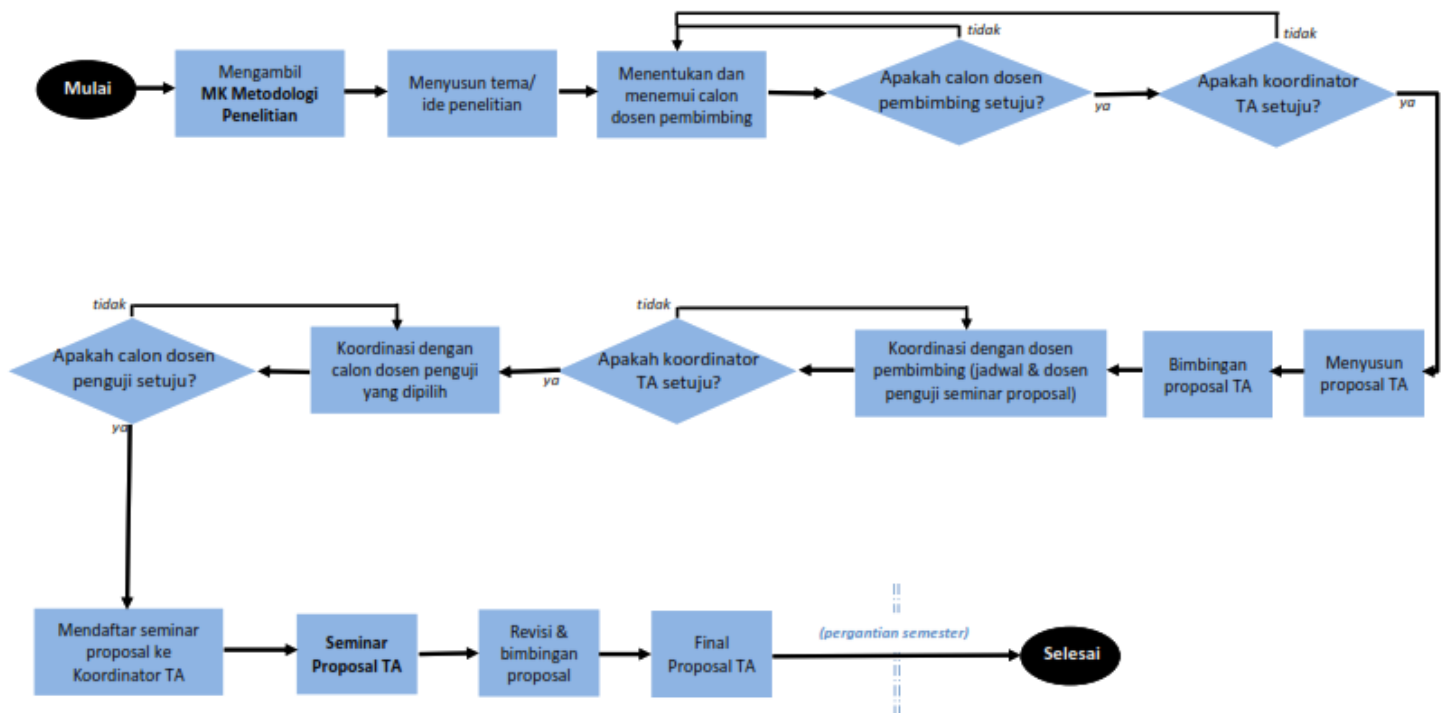 Mulai
Mengambil
MK Metodologi
Penelitian
Menyusun tema/
ide penelitian
Menentukan dan
menemui calon
dosen pembimbing
tidak
Apakah calon dosen
pembimbing setuju?
ya
tidak
Apakah koordinator
TA setuju?
ya
Menyusun
proposal TA
Bimbingan
proposal TA
Koordinasi dengan dosen
pembimbing (jadwal & dosen
penguji seminar proposal)
tidak
Apakah koordinator
TA setuju?
ya
Koordinasi dengan
calon dosen penguji
yang dipilih
tidak
Apakah calon dosen
penguji setuju?
ya
Mendaftar seminar
proposal ke
Koordinator TA
Seminar
Proposal TA
Revisi &
bimbingan
proposal
Final
Proposal TA
(pergantian semester)
Selesai